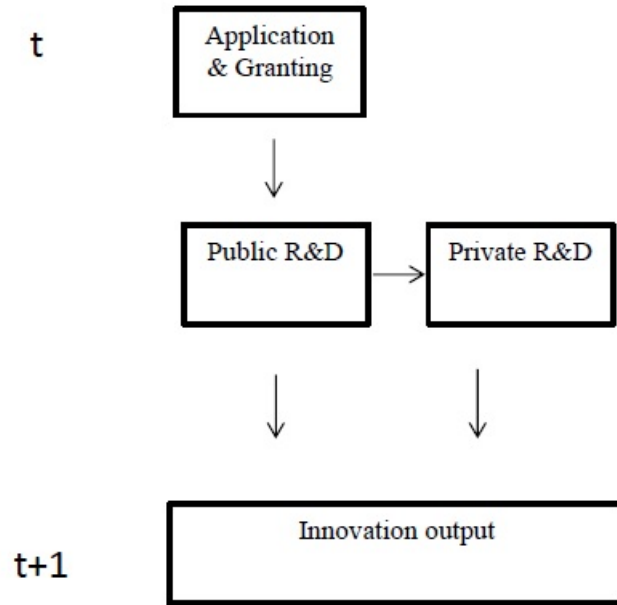 t
Application
& Granting
Public R&D
Private R&D
Innovation output
t+1